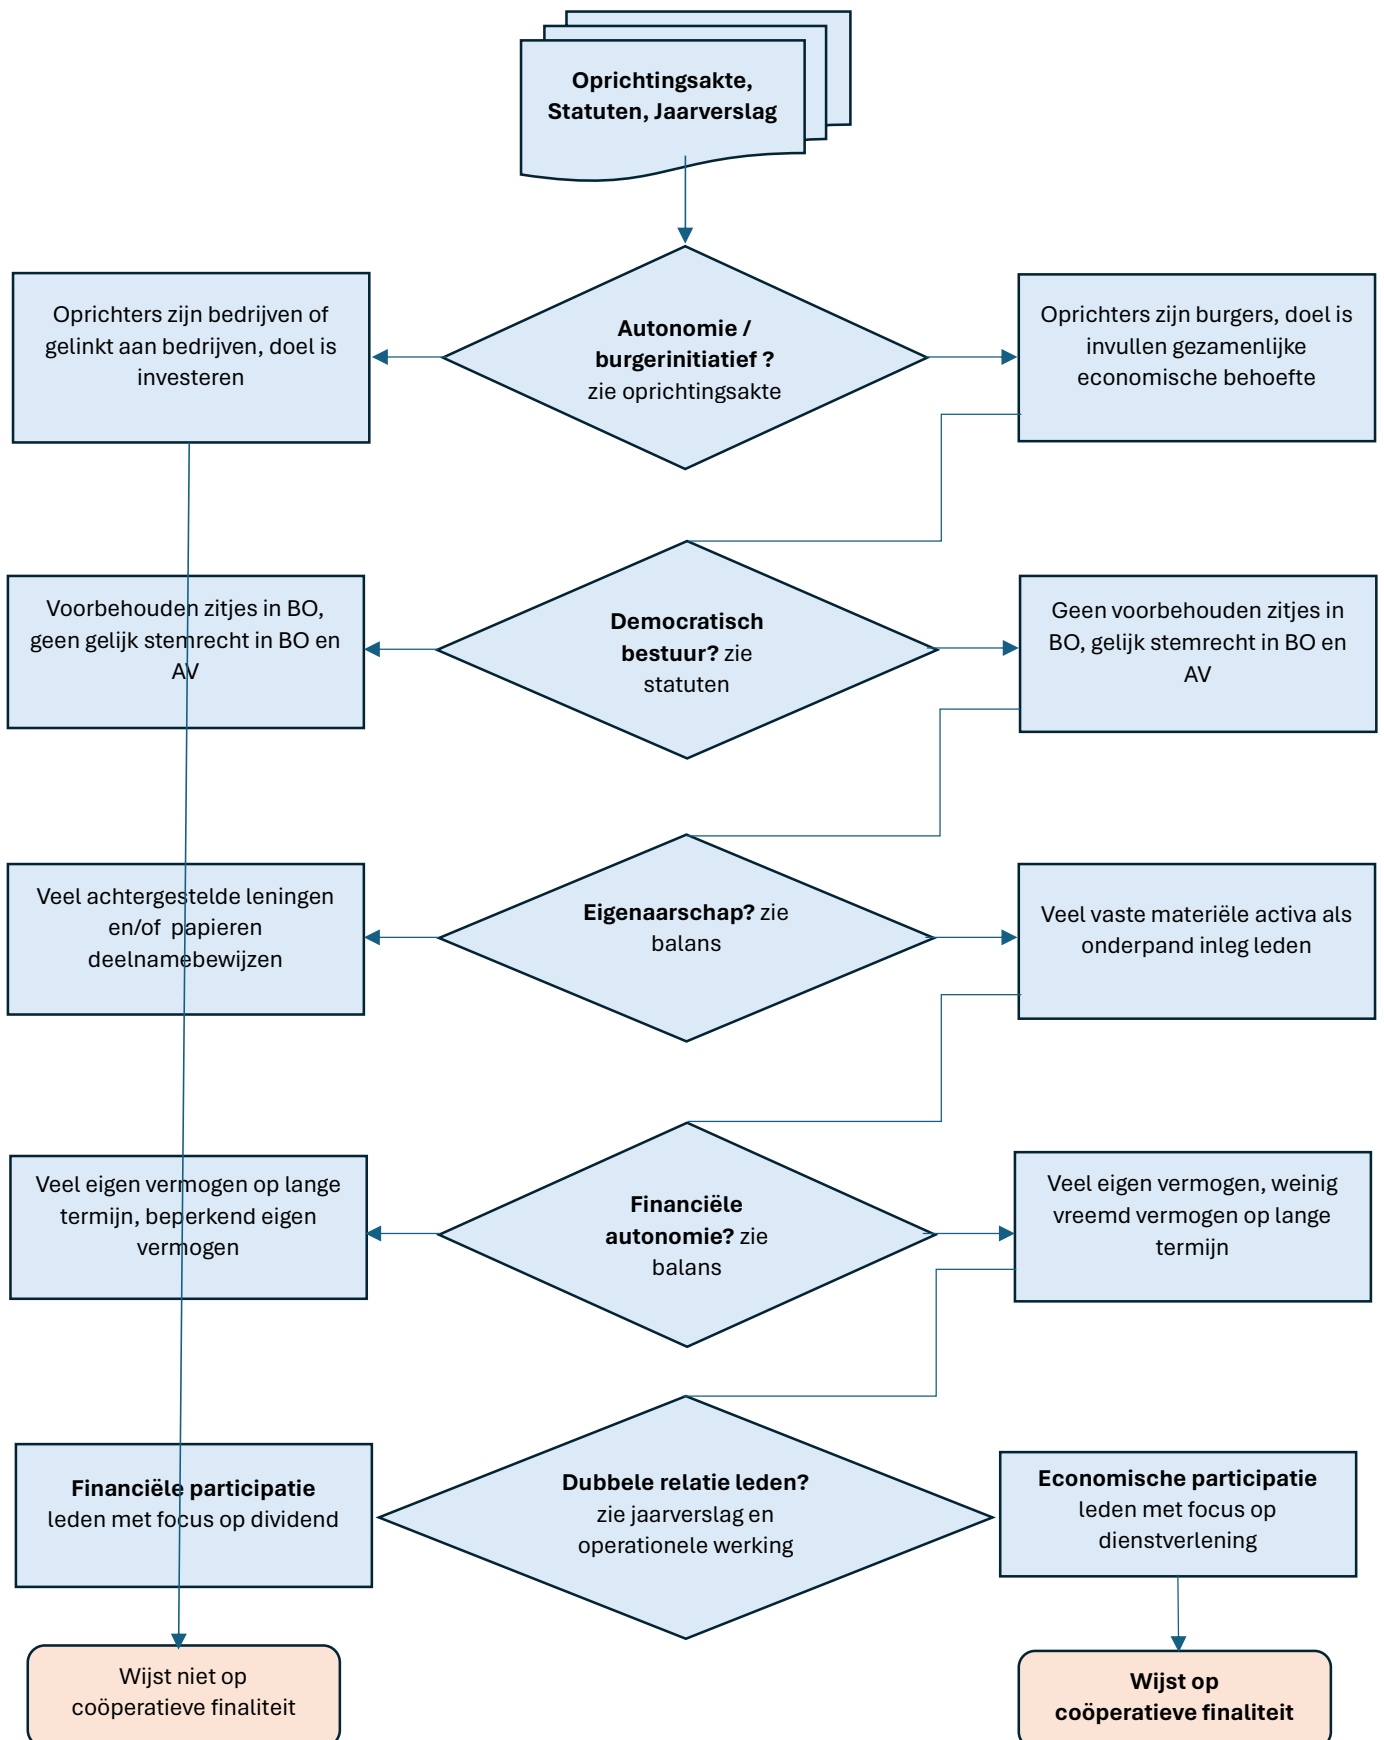 Oprichtingsakte,
Statuten, Jaarverslag
Oprichters zijn bedrijven of
gelinkt aan bedrijven, doel is
investeren
Autonomie /
burgerinitiatief ?
zie oprichtingsakte
Oprichters zijn burgers, doel is
invullen gezamenlijke
economische behoefte
Voorbehouden zitjes in BO,
geen gelijk stemrecht in BO en
AV
Democratisch
bestuur? zie
statuten
Geen voorbehouden zitjes in
BO, gelijk stemrecht in BO en
AV
Veel achtergestelde leningen
en/of papieren
deelnamebewijzen
Eigenaarschap? zie
balans
Veel vaste materiële activa als
onderpand inleg leden
Veel eigen vermogen op lange
termijn, beperkend eigen
vermogen
Financiële
autonomie? zie
balans
Veel eigen vermogen, weinig
vreemd vermogen op lange
termijn
Financiële participatie
leden met focus op dividend
Dubbele relatie leden?
zie jaarverslag en
operationele werking
Economische participatie
leden met focus op
dienstverlening
Wijst niet op
coöperatieve finaliteit
Wijst op
coöperatieve finaliteit